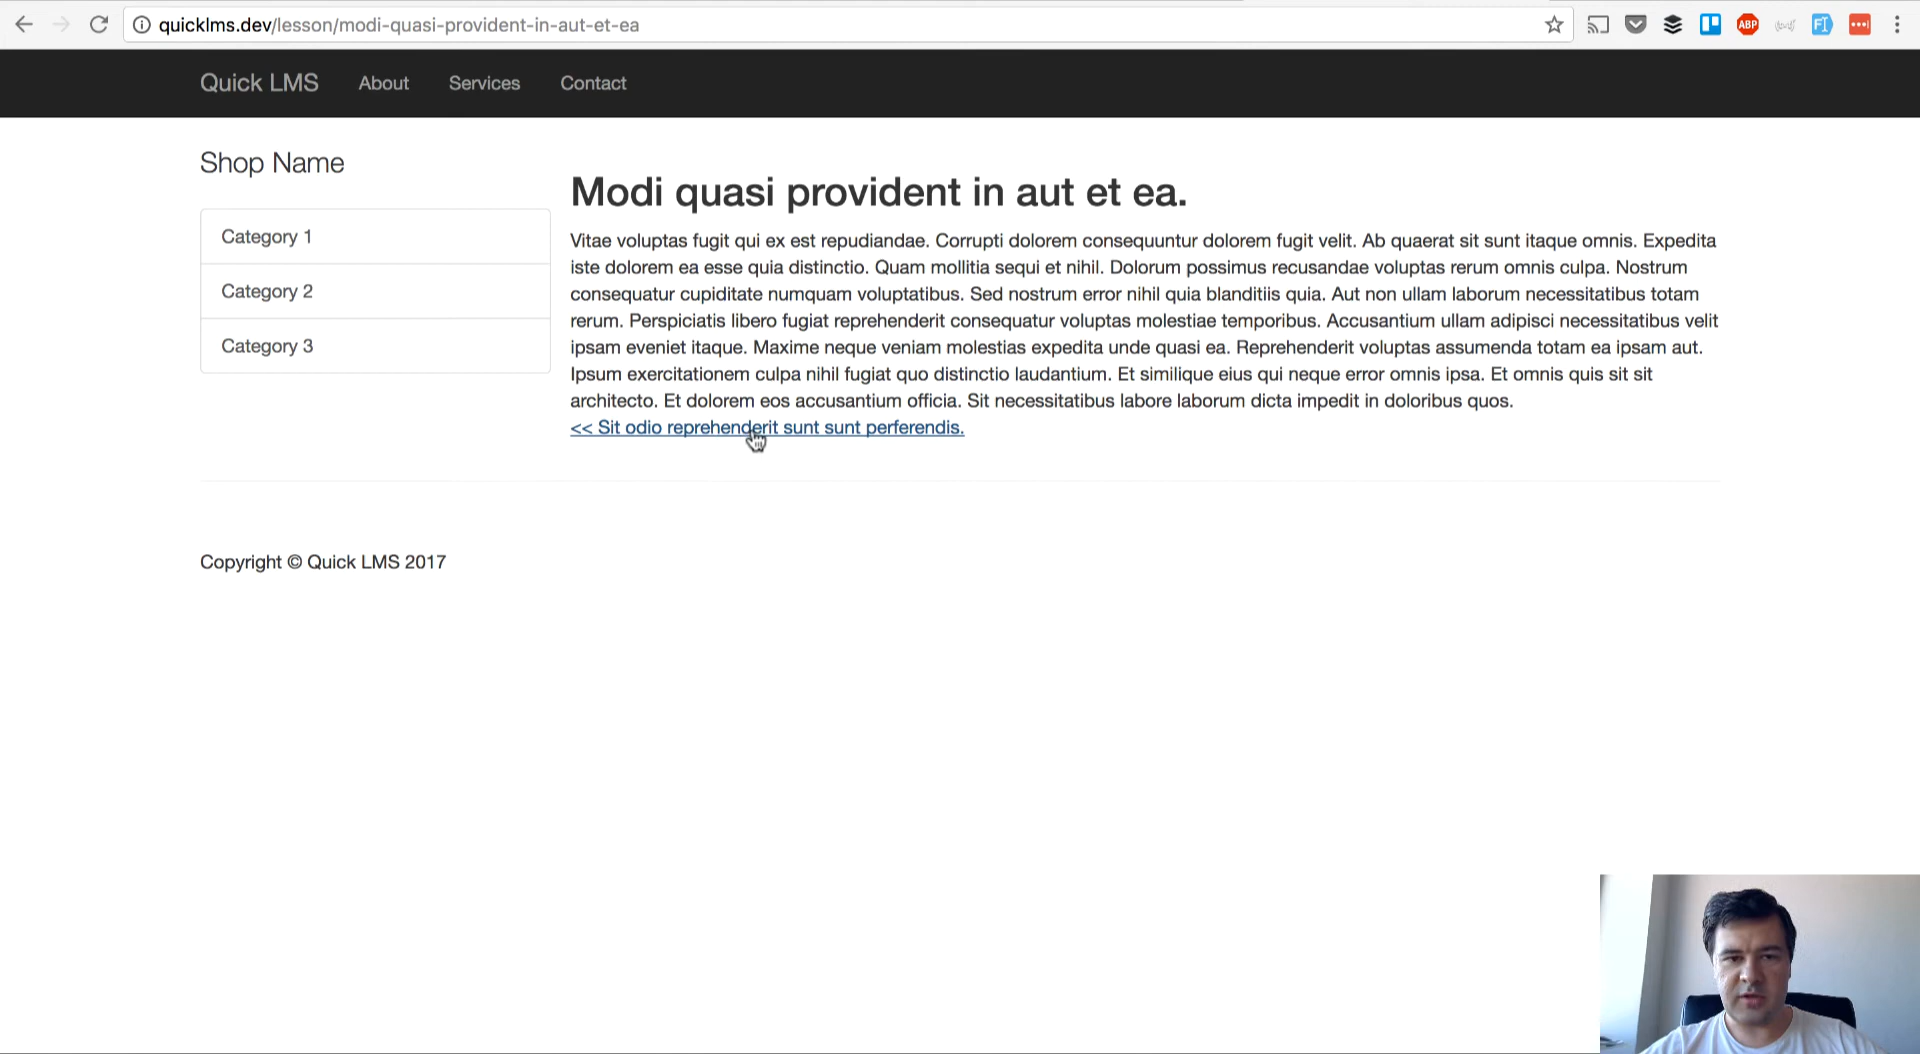 quicklms.dev/lesson/modi-quasi-provident-in-aut-et-ea
ABP
Quick LMS About Services Contact
Shop Name
Category 1
Category 2
Category 3
Modi quasi provident in aut et ea.
Vitae voluptas fugit qui ex est repudiandae. Corrupti dolorem consequuntur dolorem fugit velit. Ab quaerat sit sunt itaque omnis. Expedita
iste dolorem ea esse quia distinctio. Quam mollitia sequi et nihil. Dolorum possimus recusandae voluptas rerum omnis culpa. Nostrum
consequatur cupiditate numquam voluptatibus. Sed nostrum error nihil quia blanditiis quia. Aut non ullam laborum necessitatibus totam
rerum. Perspiciatis libero fugiat reprehenderit consequatur voluptas molestiae temporibus. Accusantium ullam adipisci necessitatibus velit
ipsam eveniet itaque. Maxime neque veniam molestias expedita unde quasi ea. Reprehenderit voluptas assumenda totam ea ipsam aut.
Ipsum exercitationem culpa nihil fugiat quo distinctio laudantium. Et similique eius qui neque error omnis ipsa. Et omnis quis sit sit
architecto. Et dolorem eos accusantium officia. Sit necessitatibus labore laborum dicta impedit in doloribus quos.
<< Sit odio reprehenderit sunt sunt perferendis.
Copyright © Quick LMS 2017